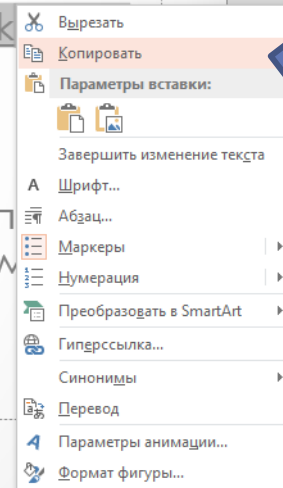 Вырезать
Копировать
Параметры вставки:
Завершить изменение текста
Шрифт...
Абзац...
Маркеры
Нумерация
Преобразовать в SmartArt
Гиперссылка...
Синонимы
Перевод
Параметры анимации...
Формат фигуры...